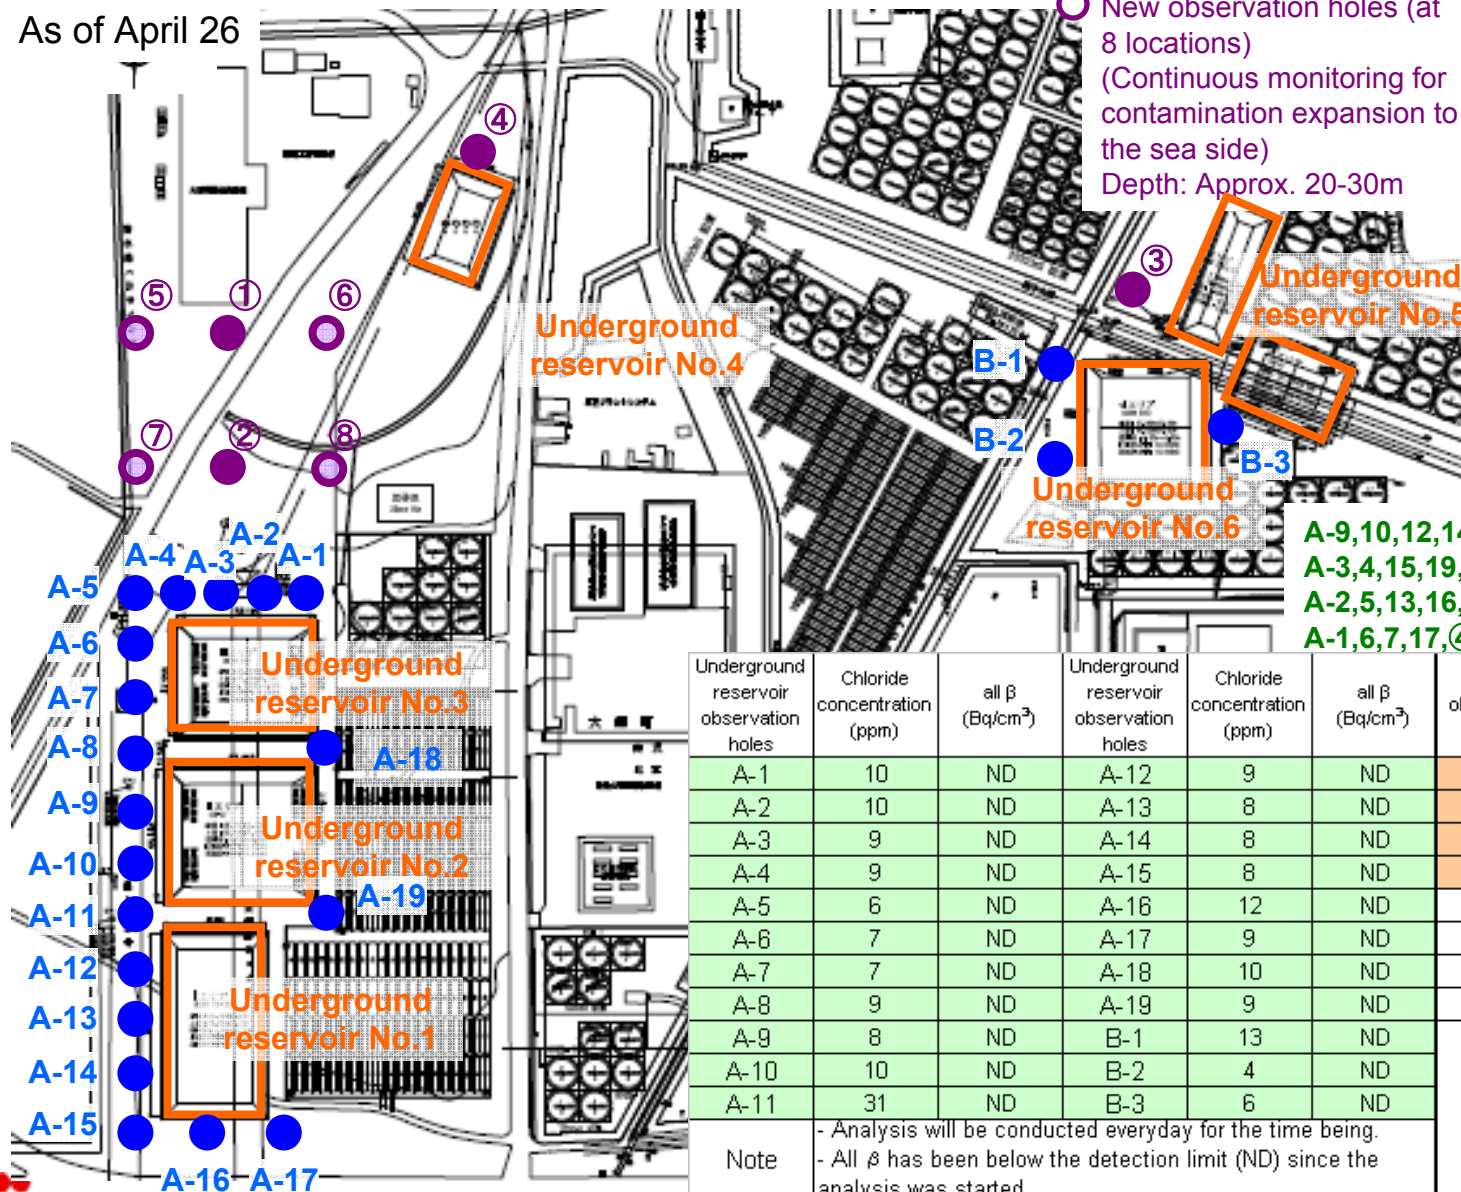 As of April 26
New observation holes (at
8 locations)
(Continuous monitoring for
contamination expansion to
the sea side)
Depth: Approx. 20-30m
④
③
Underground
reservoir No.5
⑤ ① ⑥
Underground
reservoir No.4
B-1
B-2
B-3
⑦ ② ⑧
Underground
reservoir No.6
A-9,10,12,14
A-3,4,15,19,
A-2,5,13,16,
A-1,6,7,17,④
A-5 A-4 A-3 A-2 A-1
A-6
Underground
reservoir No.3
A-7
A-8
A-18
A-9
Underground
reservoir No.2
A-10
A-19
A-11
A-12
Underground
reservoir No.1
A-13
A-14
A-15
A-16 A-17
Underground reservoir observation holes | Chloride concentration (ppm) | all β (Bq/cm³) | Underground reservoir observation holes | Chloride concentration (ppm) | all β (Bq/cm³)
A-1 10 ND A-12 9 ND
A-2 10 ND A-13 8 ND
A-3 9 ND A-14 8 ND
A-4 9 ND A-15 8 ND
A-5 6 ND A-16 12 ND
A-6 7 ND A-17 9 ND
A-7 7 ND A-18 10 ND
A-8 9 ND A-19 9 ND
A-9 8 ND B-1 13 ND
A-10 10 ND B-2 4 ND
A-11 31 ND B-3 6 ND
Note
- Analysis will be conducted everyday for the time being.
- All β has been below the detection limit (ND) since the
analysis was started